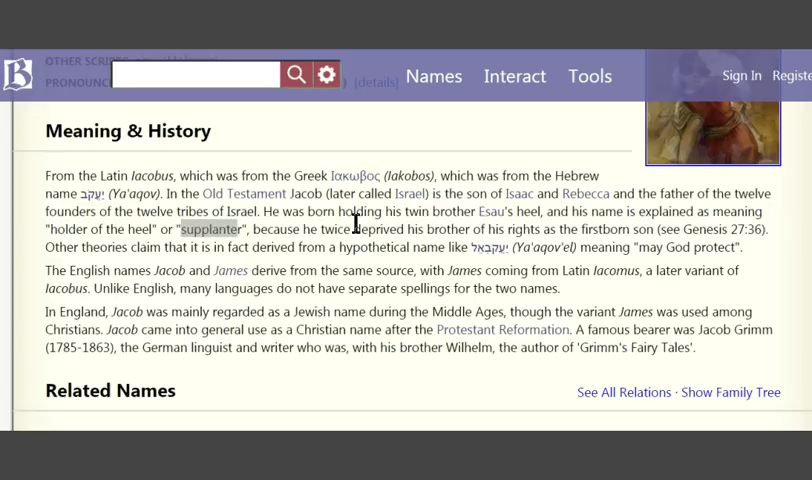 OTHER SCRIPTS
PRONOUNC
(details)
B
Names Interact Tools
Sign In Registe
Meaning & History
From the Latin Iacobus, which was from the Greek Ιακωβος (Iakobos), which was from the Hebrew
name יַעֲקֹב (Ya'aqov). In the Old Testament Jacob (later called Israel) is the son of Isaac and Rebecca and the father of the twelve
founders of the twelve tribes of Israel. He was born holding his twin brother Esau's heel, and his name is explained as meaning
"holder of the heel" or "supplanter", because he twice deprived his brother of his rights as the firstborn son (see Genesis 27:36).
Other theories claim that it is in fact derived from a hypothetical name like יַעֲקֹבְאֵל (Ya'aqov'el) meaning "may God protect".
The English names Jacob and James derive from the same source, with James coming from Latin Iacomus, a later variant of
Iacobus. Unlike English, many languages do not have separate spellings for the two names.
In England, Jacob was mainly regarded as a Jewish name during the Middle Ages, though the variant James was used among
Christians. Jacob came into general use as a Christian name after the Protestant Reformation. A famous bearer was Jacob Grimm
(1785-1863), the German linguist and writer who was, with his brother Wilhelm, the author of 'Grimm's Fairy Tales'.
Related Names
See All Relations · Show Family Tree